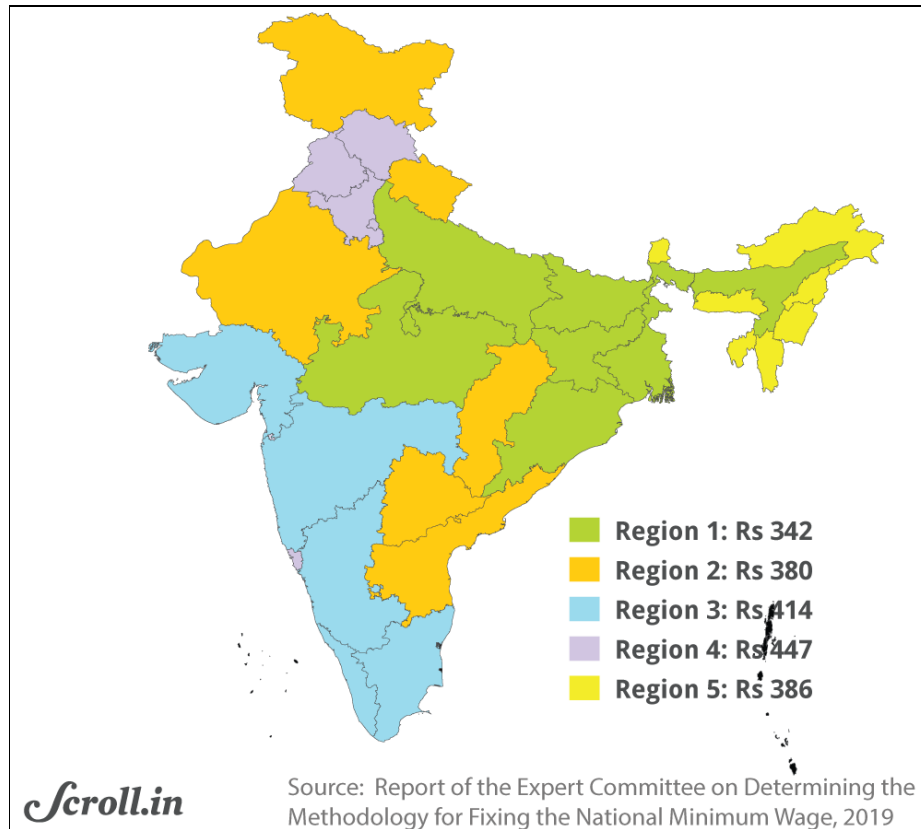 Region 1: Rs 342
Region 2: Rs 380
Region 3: Rs 414
Region 4: Rs 447
Region 5: Rs 386
Scroll.in
Source: Report of the Expert Committee on Determining the
Methodology for Fixing the National Minimum Wage, 2019